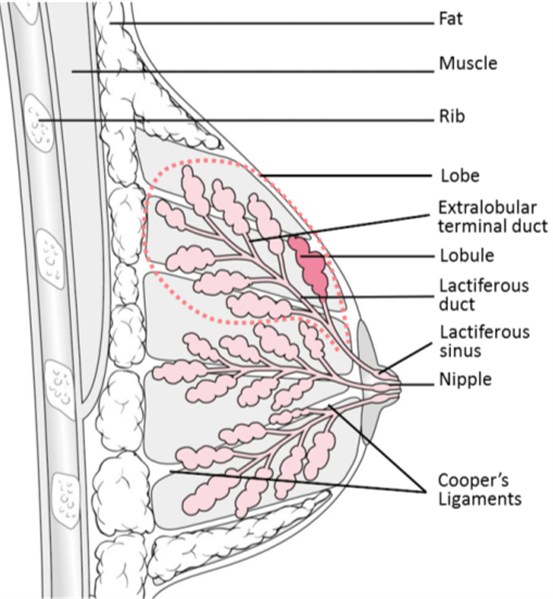 Fat
Muscle
Rib
Lobe
Extralobular
terminal duct
Lobule
Lactiferous
duct
Lactiferous
sinus
Nipple
Cooper's
Ligaments